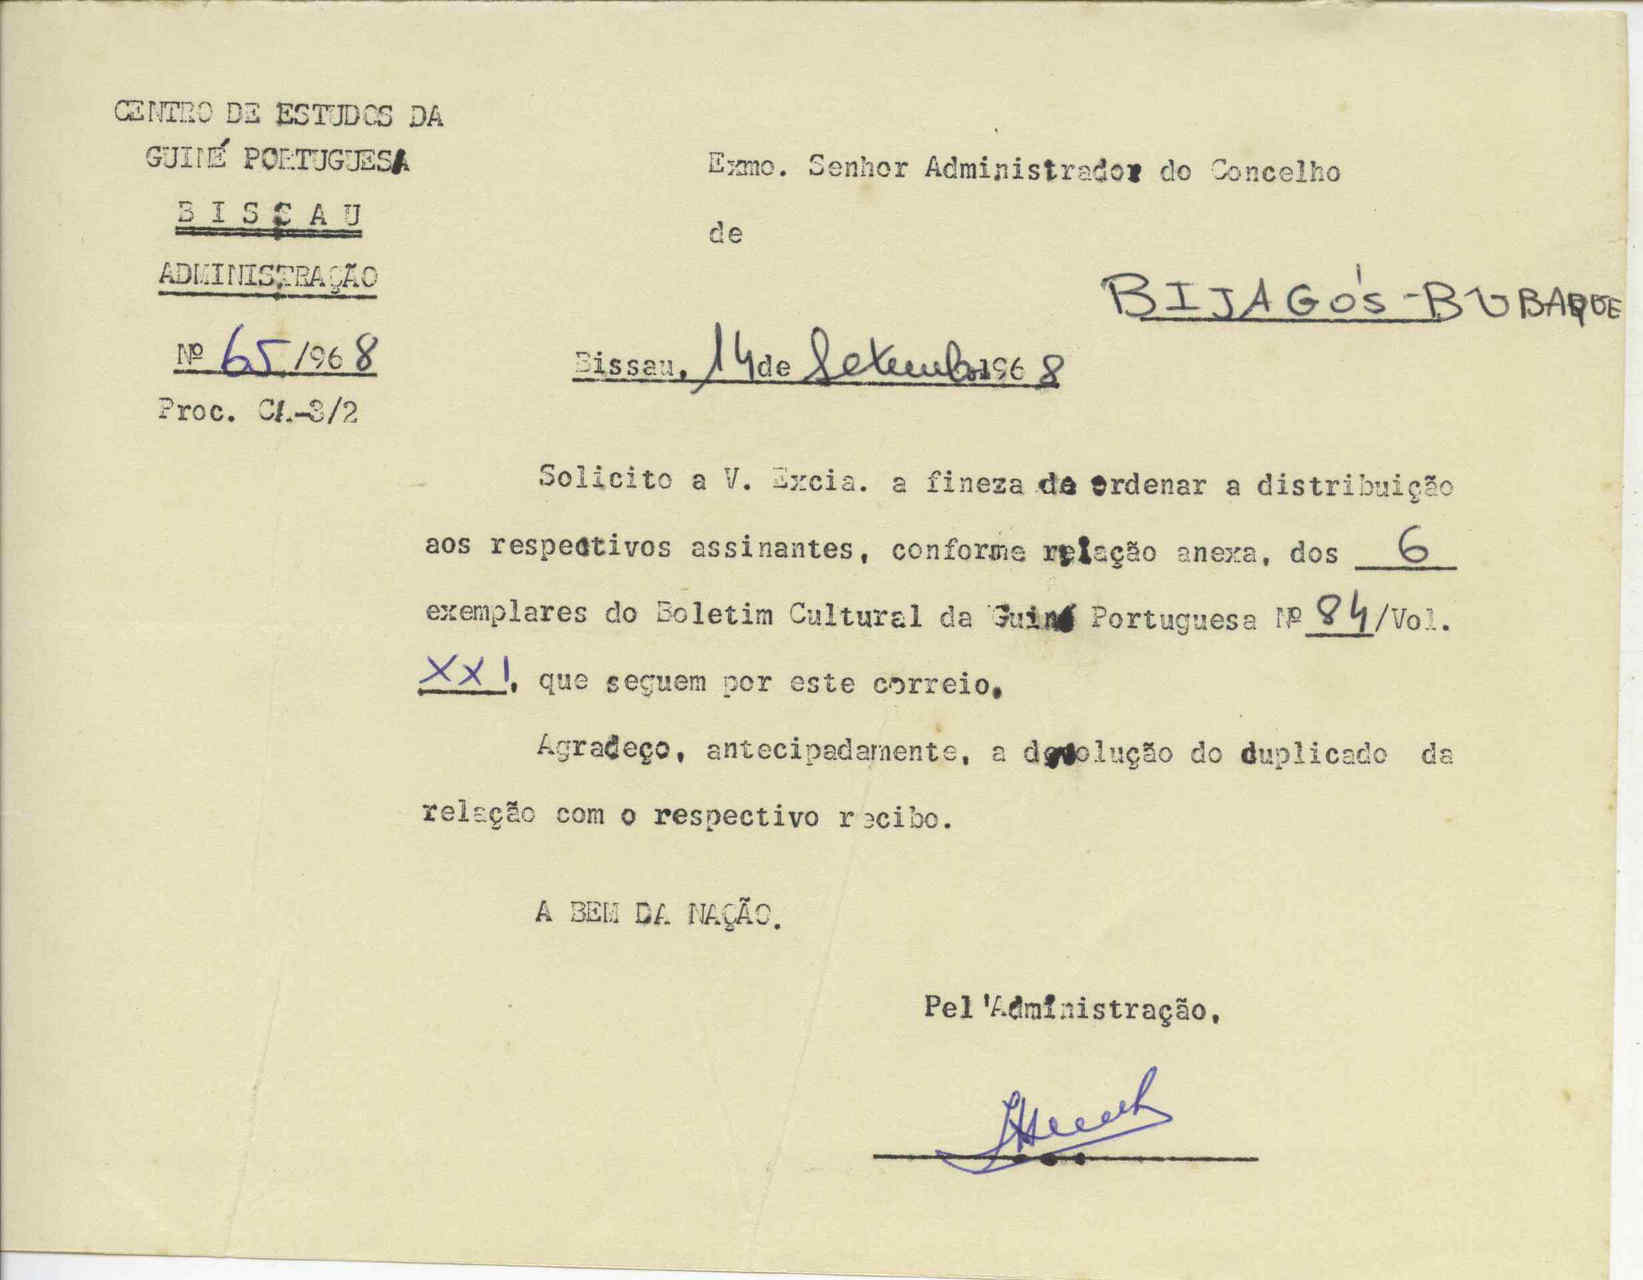 CENTRO DE ESTUDOS DA
GUINÉ PORTUGUESA
B I S S A U
ADMINISTRAÇÃO
Nº 65/968
Proc. CA-3/2
Exmo. Senhor Administrador do Concelho
de
BIJAGÓS-BUBAQUE
Bissau, 14 de Setembro 1968
Solicito a V. Excia. a fineza de ordenar a distribuição
aos respectivos assinantes, conforme relação anexa, dos 6
exemplares do Boletim Cultural da Guiné Portuguesa Nº 84/Vol.
XXI, que seguem por este correio.
Agradeço, antecipadamente, a devolução do duplicado da
relação com o respectivo recibo.
A BEM DA NAÇÃO.
Pel'Administração,